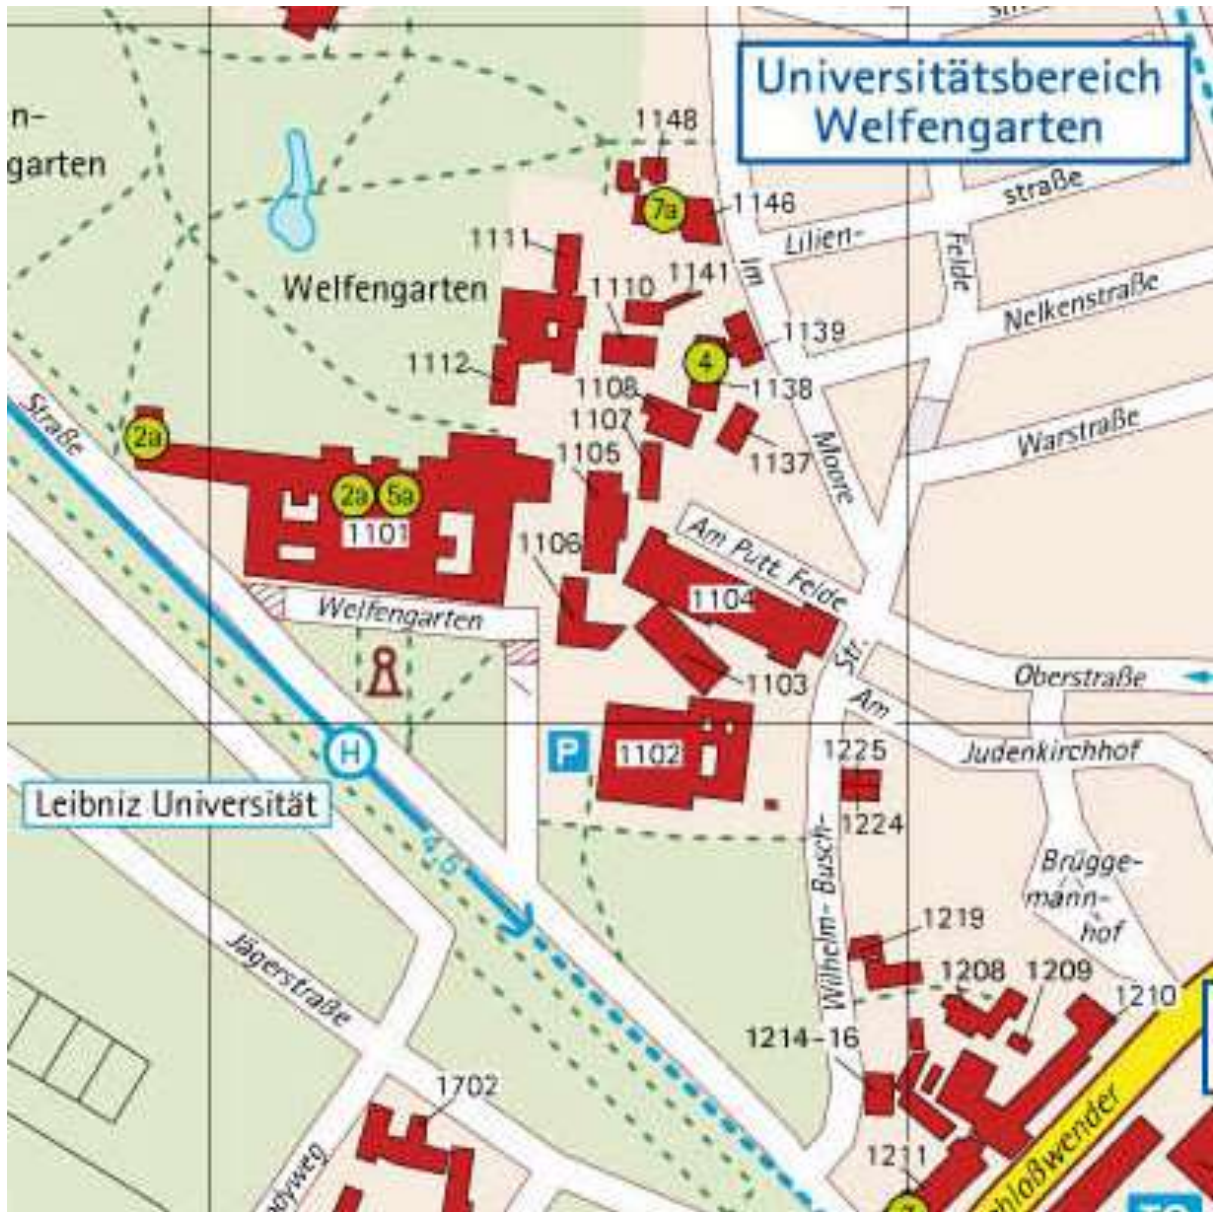 Universitätsbereich
Welfengarten
n-
garten
1148
straße
7a
1146
Lilien-
Felde
Im
1111
Welfengarten
1110
1141
Nelkenstraße
1139
1112
4
1138
1108
Straße
2a
1107
Warstraße
1137
Moore
1105
2a
5a
1101
1106
Am Putt. Felde
1104
Welfengarten
Str.
1103
Oberstraße
Am
Judenkirchhof
H
P
1102
1225
Leibniz Universität
1224
4,6
Wilhelm-Busch-
Brügge-
mann-
hof
1219
Jägerstraße
1208
1209
1210
1214-16
1702
1211